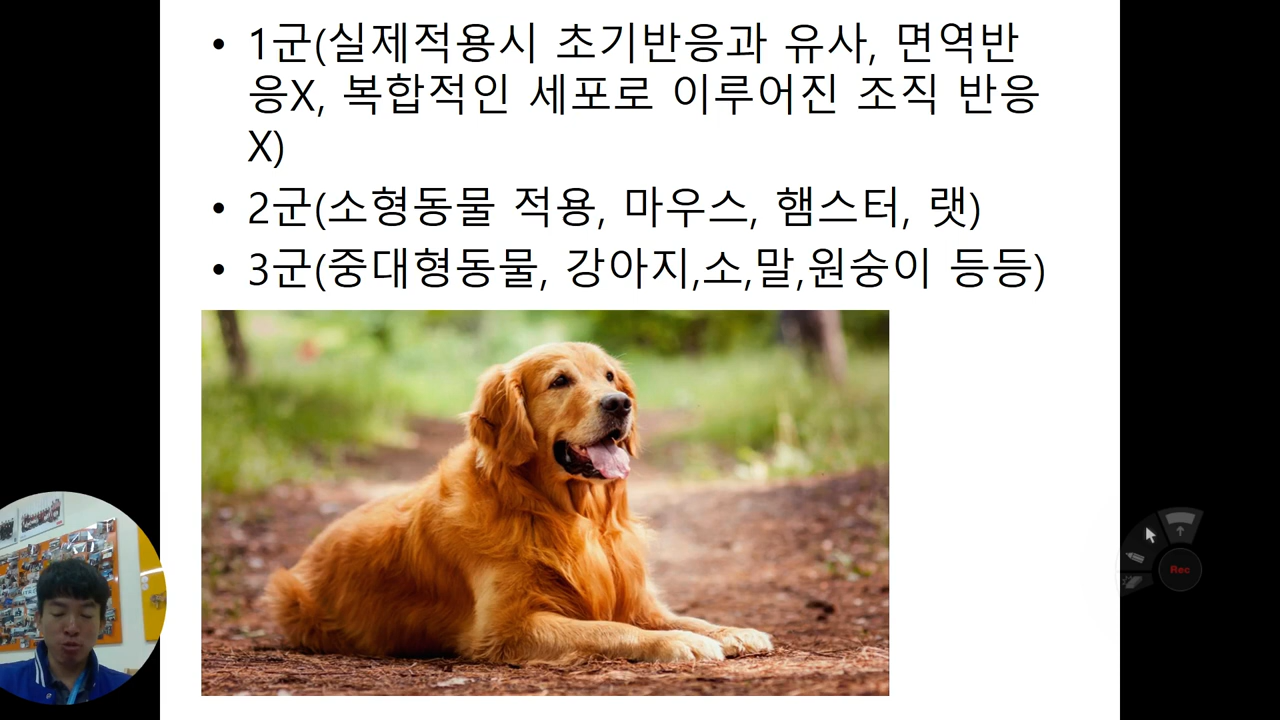 • 1군(실제적용시 초기반응과 유사, 면역반
응X, 복합적인 세포로 이루어진 조직 반응
X)
• 2군(소형동물 적용, 마우스, 햄스터, 랫)
• 3군(중대형동물, 강아지,소,말,원숭이 등등)
Rec